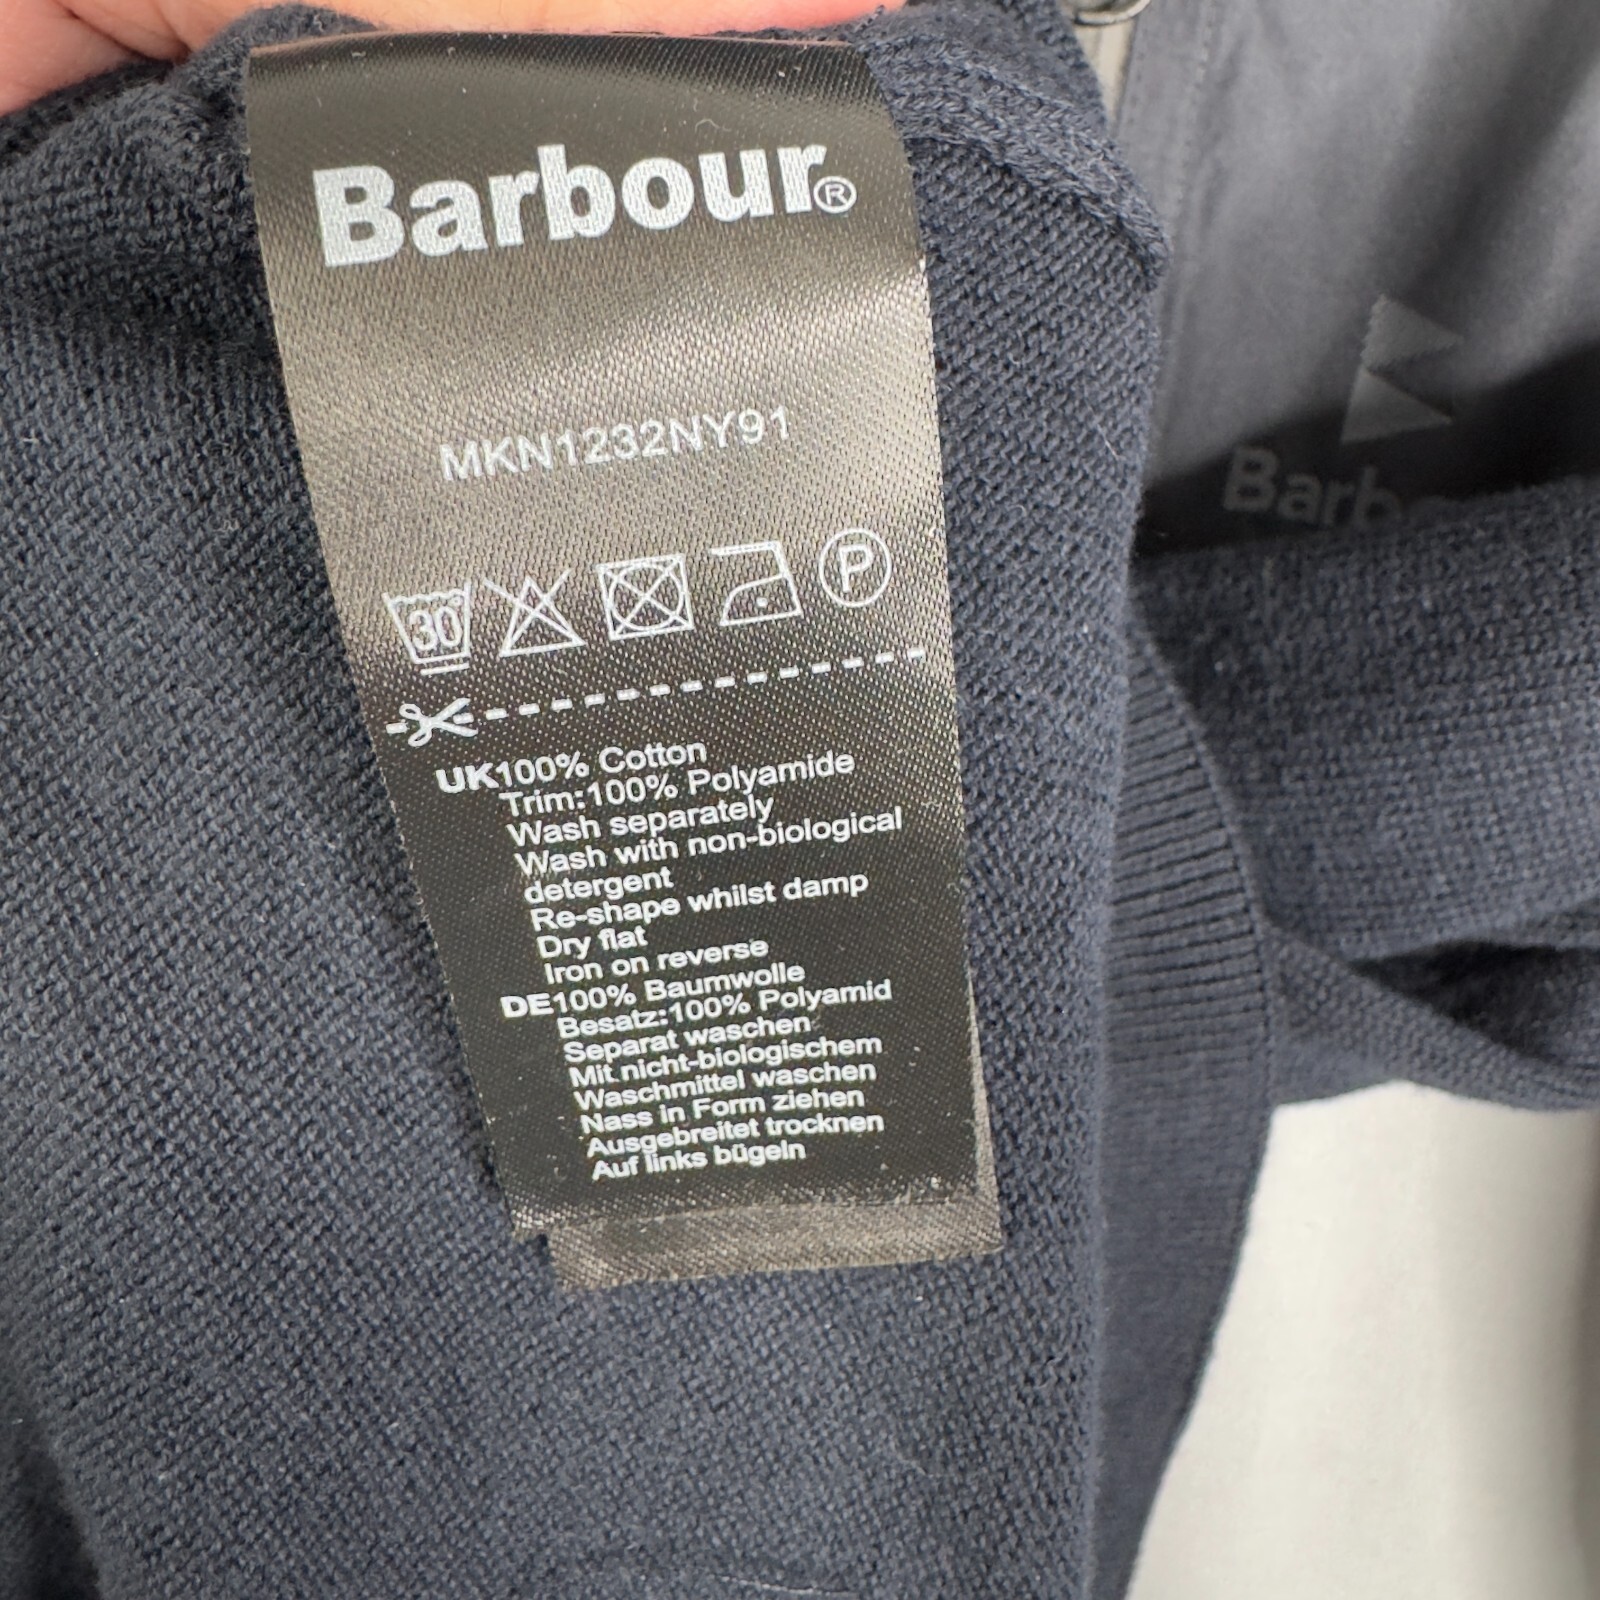 Barbour®
MKN1232NY91
30°
P
UK100% Cotton
Trim:100% Polyamide
Wash separately
Wash with non-biological
detergent
Re-shape whilst damp
Dry flat
Iron on reverse
DE100% Baumwolle
Besatz:100% Polyamid
Separat waschen
Mit nicht-biologischem
Waschmittel waschen
Nass in Form ziehen
Ausgebreitet trocknen
Auf links bügeln
Barbo